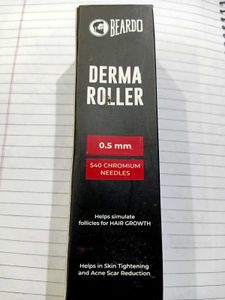 BEARDO
DERMA
ROLLER
0.5 mm
540 CHROMIUM
NEEDLES
Helps simulate
follicles for HAIR GROWTH
Helps in Skin Tightening
and Acne Scar Reduction